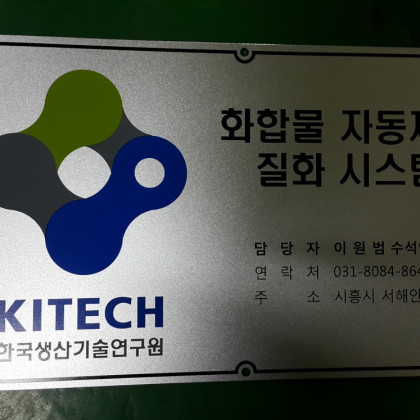 화합물 자동
질화 시스템
담 당 자 이 원 범 수석
연 락 처 031-8084-864
주 소 시흥시 서해안
KITECH
한국생산기술연구원